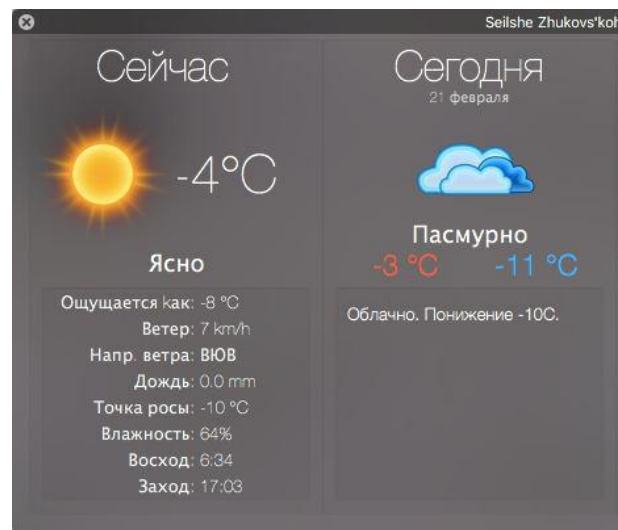 Seilshe Zhukovs'koh
Сейчас
-4°C
Ясно
Ощущается как: -8 °C
Ветер: 7 km/h
Напр. ветра: ВЮВ
Дождь: 0.0 mm
Точка росы: -10 °C
Влажность: 64%
Восход: 6:34
Заход: 17:03
Сегодня
21 февраля
Пасмурно
-3 °C -11 °C
Облачно. Понижение -10C.